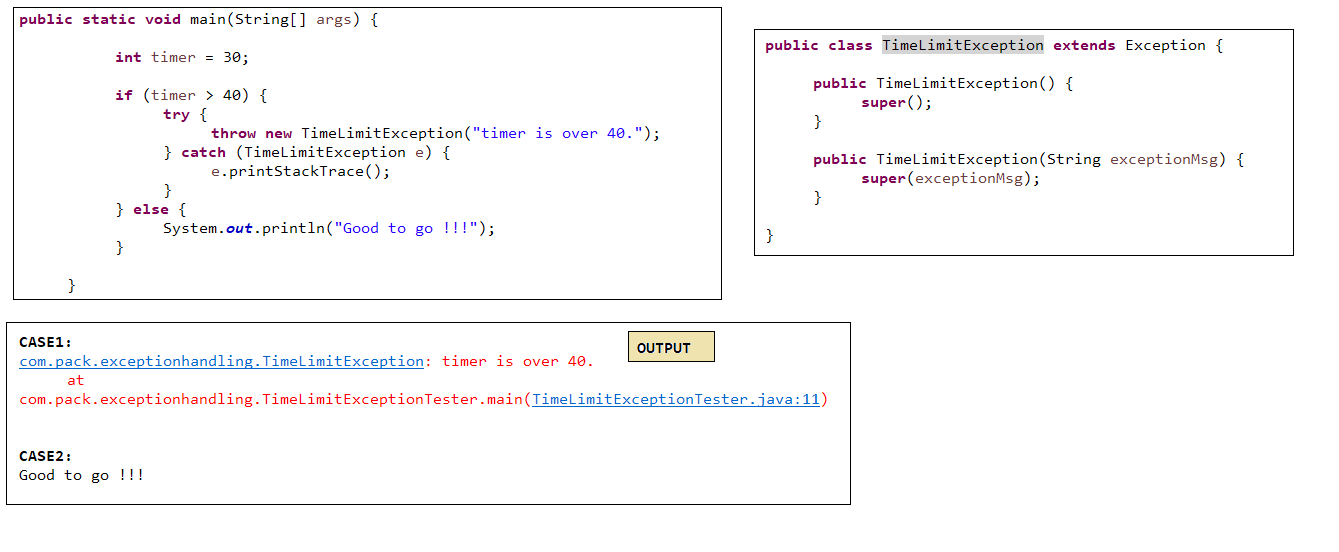 public static void main(String[] args) {
int timer = 30;
if (timer > 40) {
try {
throw new TimeLimitException("timer is over 40.");
} catch (TimeLimitException e) {
e.printStackTrace();
}
} else {
System.out.println("Good to go !!!");
}
}
public class TimeLimitException extends Exception {
public TimeLimitException() {
super();
}
public TimeLimitException(String exceptionMsg) {
super(exceptionMsg);
}
}
CASE1:
OUTPUT
com.pack.exceptionhandling.TimeLimitException: timer is over 40.
at
com.pack.exceptionhandling.TimeLimitExceptionTester.main(TimeLimitExceptionTester.java:11)
CASE2:
Good to go !!!